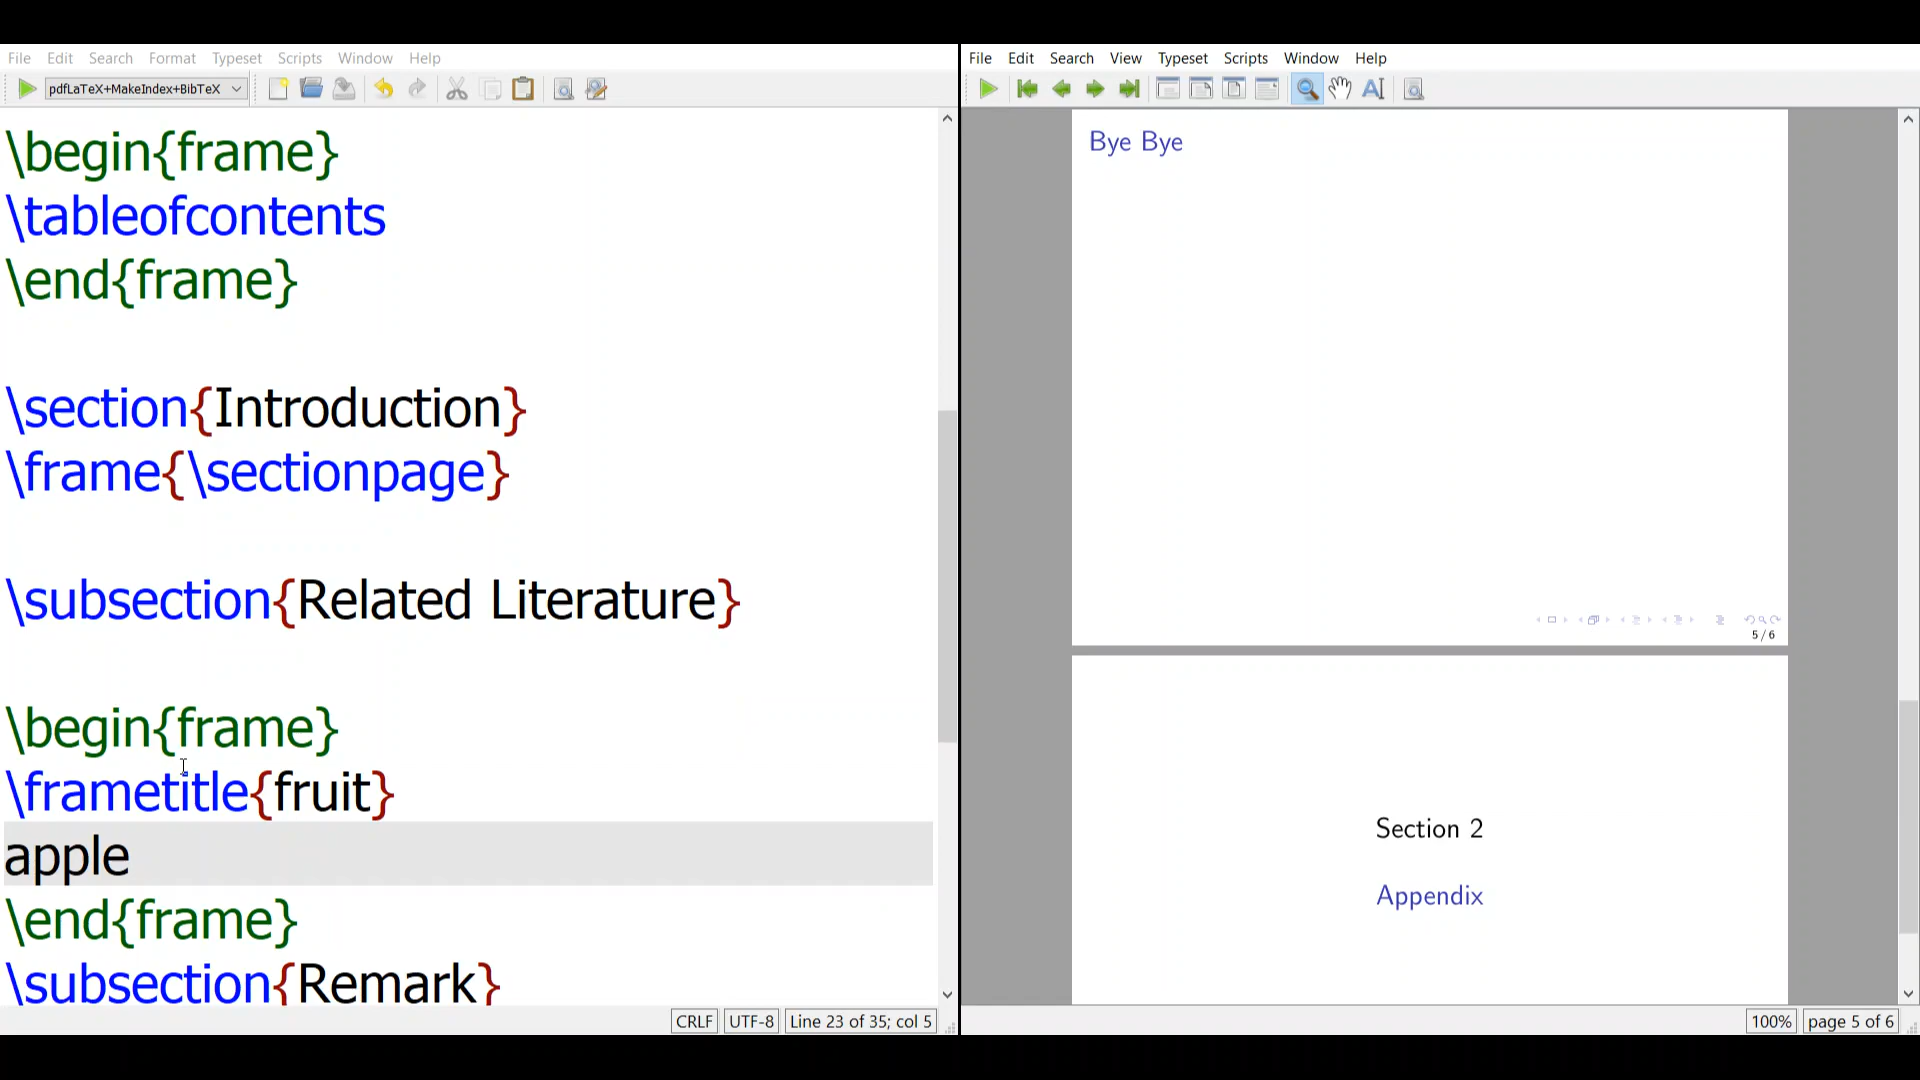 File Edit Search Format Typeset Scripts Window Help
pdfLaTeX+MakeIndex+BibTeX
\begin{frame}
\tableofcontents
\end{frame}
\section{Introduction}
\frame{\sectionpage}
\subsection{Related Literature}
\begin{frame}
\frametitle{fruit}
apple
\end{frame}
\subsection{Remark}
CRLF UTF-8 Line 23 of 35; col 5
File Edit Search View Typeset Scripts Window Help
Bye Bye
5/6
Section 2
Appendix
100% page 5 of 6